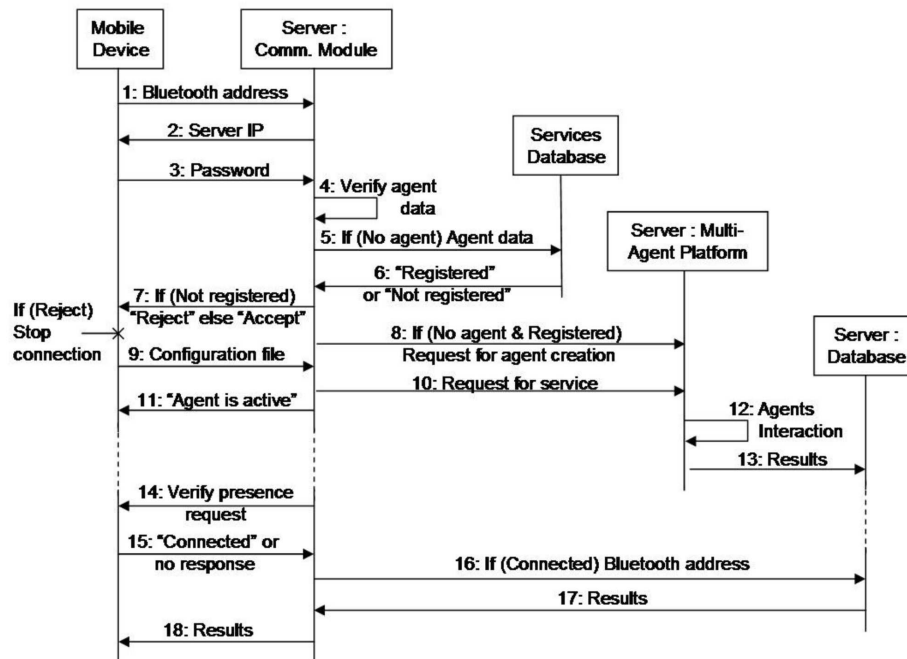 Mobile
Device
Server :
Comm. Module
1: Bluetooth address
2: Server IP
Services
Database
3: Password
4: Verify agent
data
Server : Multi-
Agent Platform
5: If (No agent) Agent data
6: “Registered”
or “Not registered”
7: If (Not registered)
“Reject” else “Accept”
If (Reject)
Stop
connection
8: If (No agent & Registered)
Request for agent creation
Server :
Database
9: Configuration file
10: Request for service
11: “Agent is active”
12: Agents
Interaction
13: Results
14: Verify presence
request
15: “Connected” or
no response
16: If (Connected) Bluetooth address
17: Results
18: Results